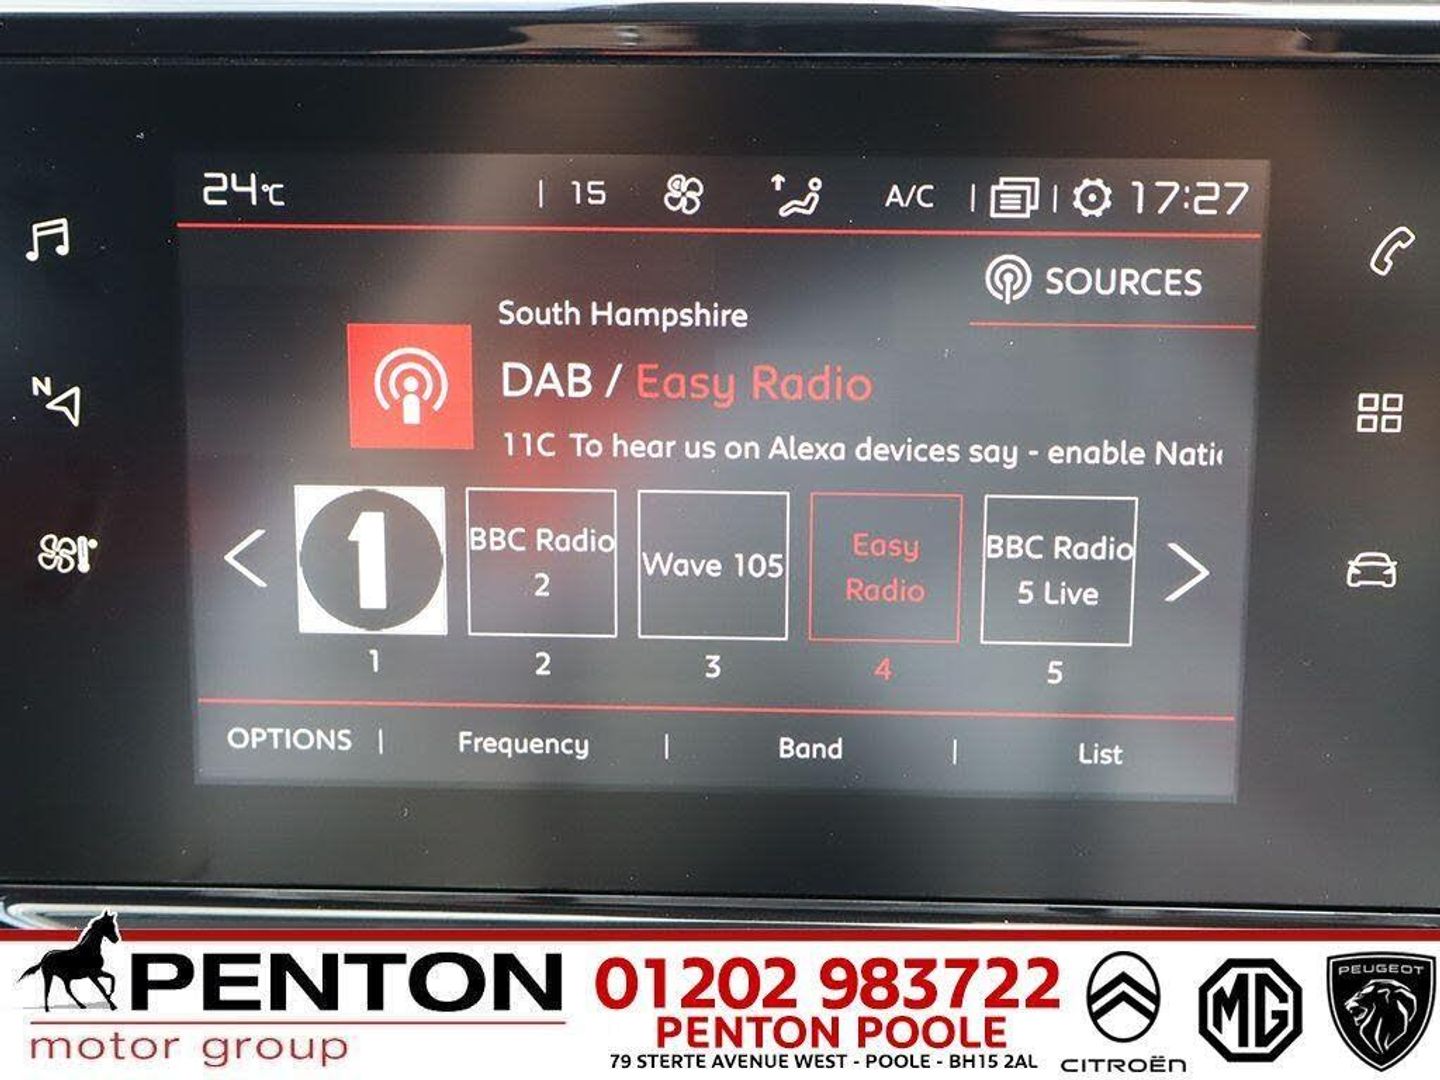 24°C | 15 A/C | | 17:27
SOURCES
South Hampshire
DAB / Easy Radio
11C To hear us on Alexa devices say - enable Nati
1
BBC Radio
2
Wave 105
Easy
Radio
BBC Radio
5 Live
1 2 3 4 5
OPTIONS | Frequency | Band | List
N
PENTON
motor group
01202 983722
PENTON POOLE
79 STERTE AVENUE WEST - POOLE - BH15 2AL
CITROËN
MG
PEUGEOT